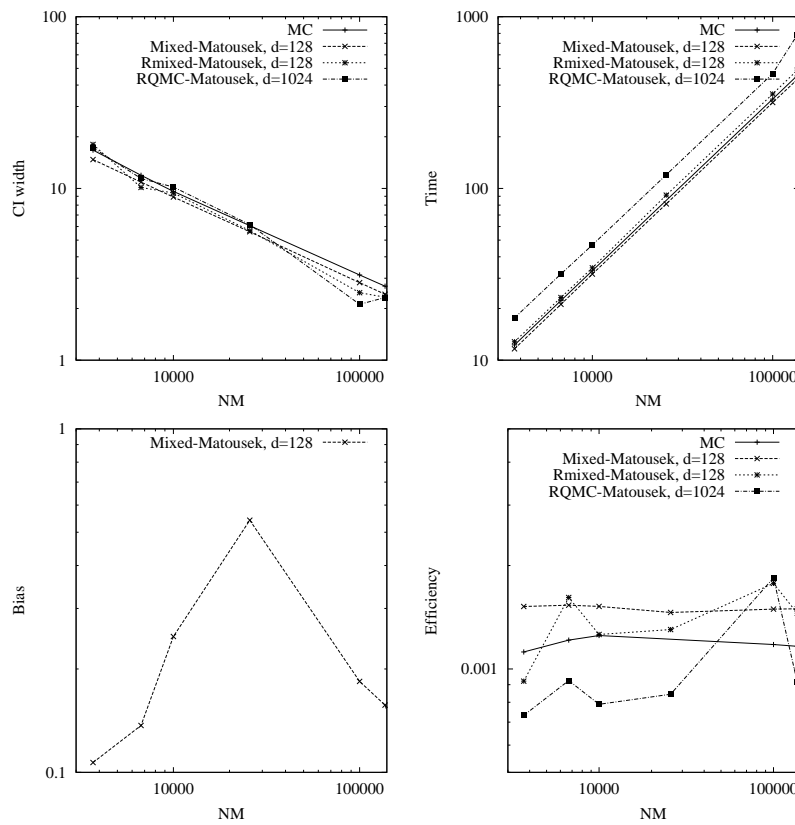 100
10
1
10000
100000
CI width
NM
MC
Mixed-Matousek, d=128
Rmixed-Matousek, d=128
RQMC-Matousek, d=1024
1000
100
10
10000
100000
Time
NM
MC
Mixed-Matousek, d=128
Rmixed-Matousek, d=128
RQMC-Matousek, d=1024
1
0.1
10000
100000
Bias
NM
Mixed-Matousek, d=128
0.001
10000
100000
Efficiency
NM
MC
Mixed-Matousek, d=128
Rmixed-Matousek, d=128
RQMC-Matousek, d=1024